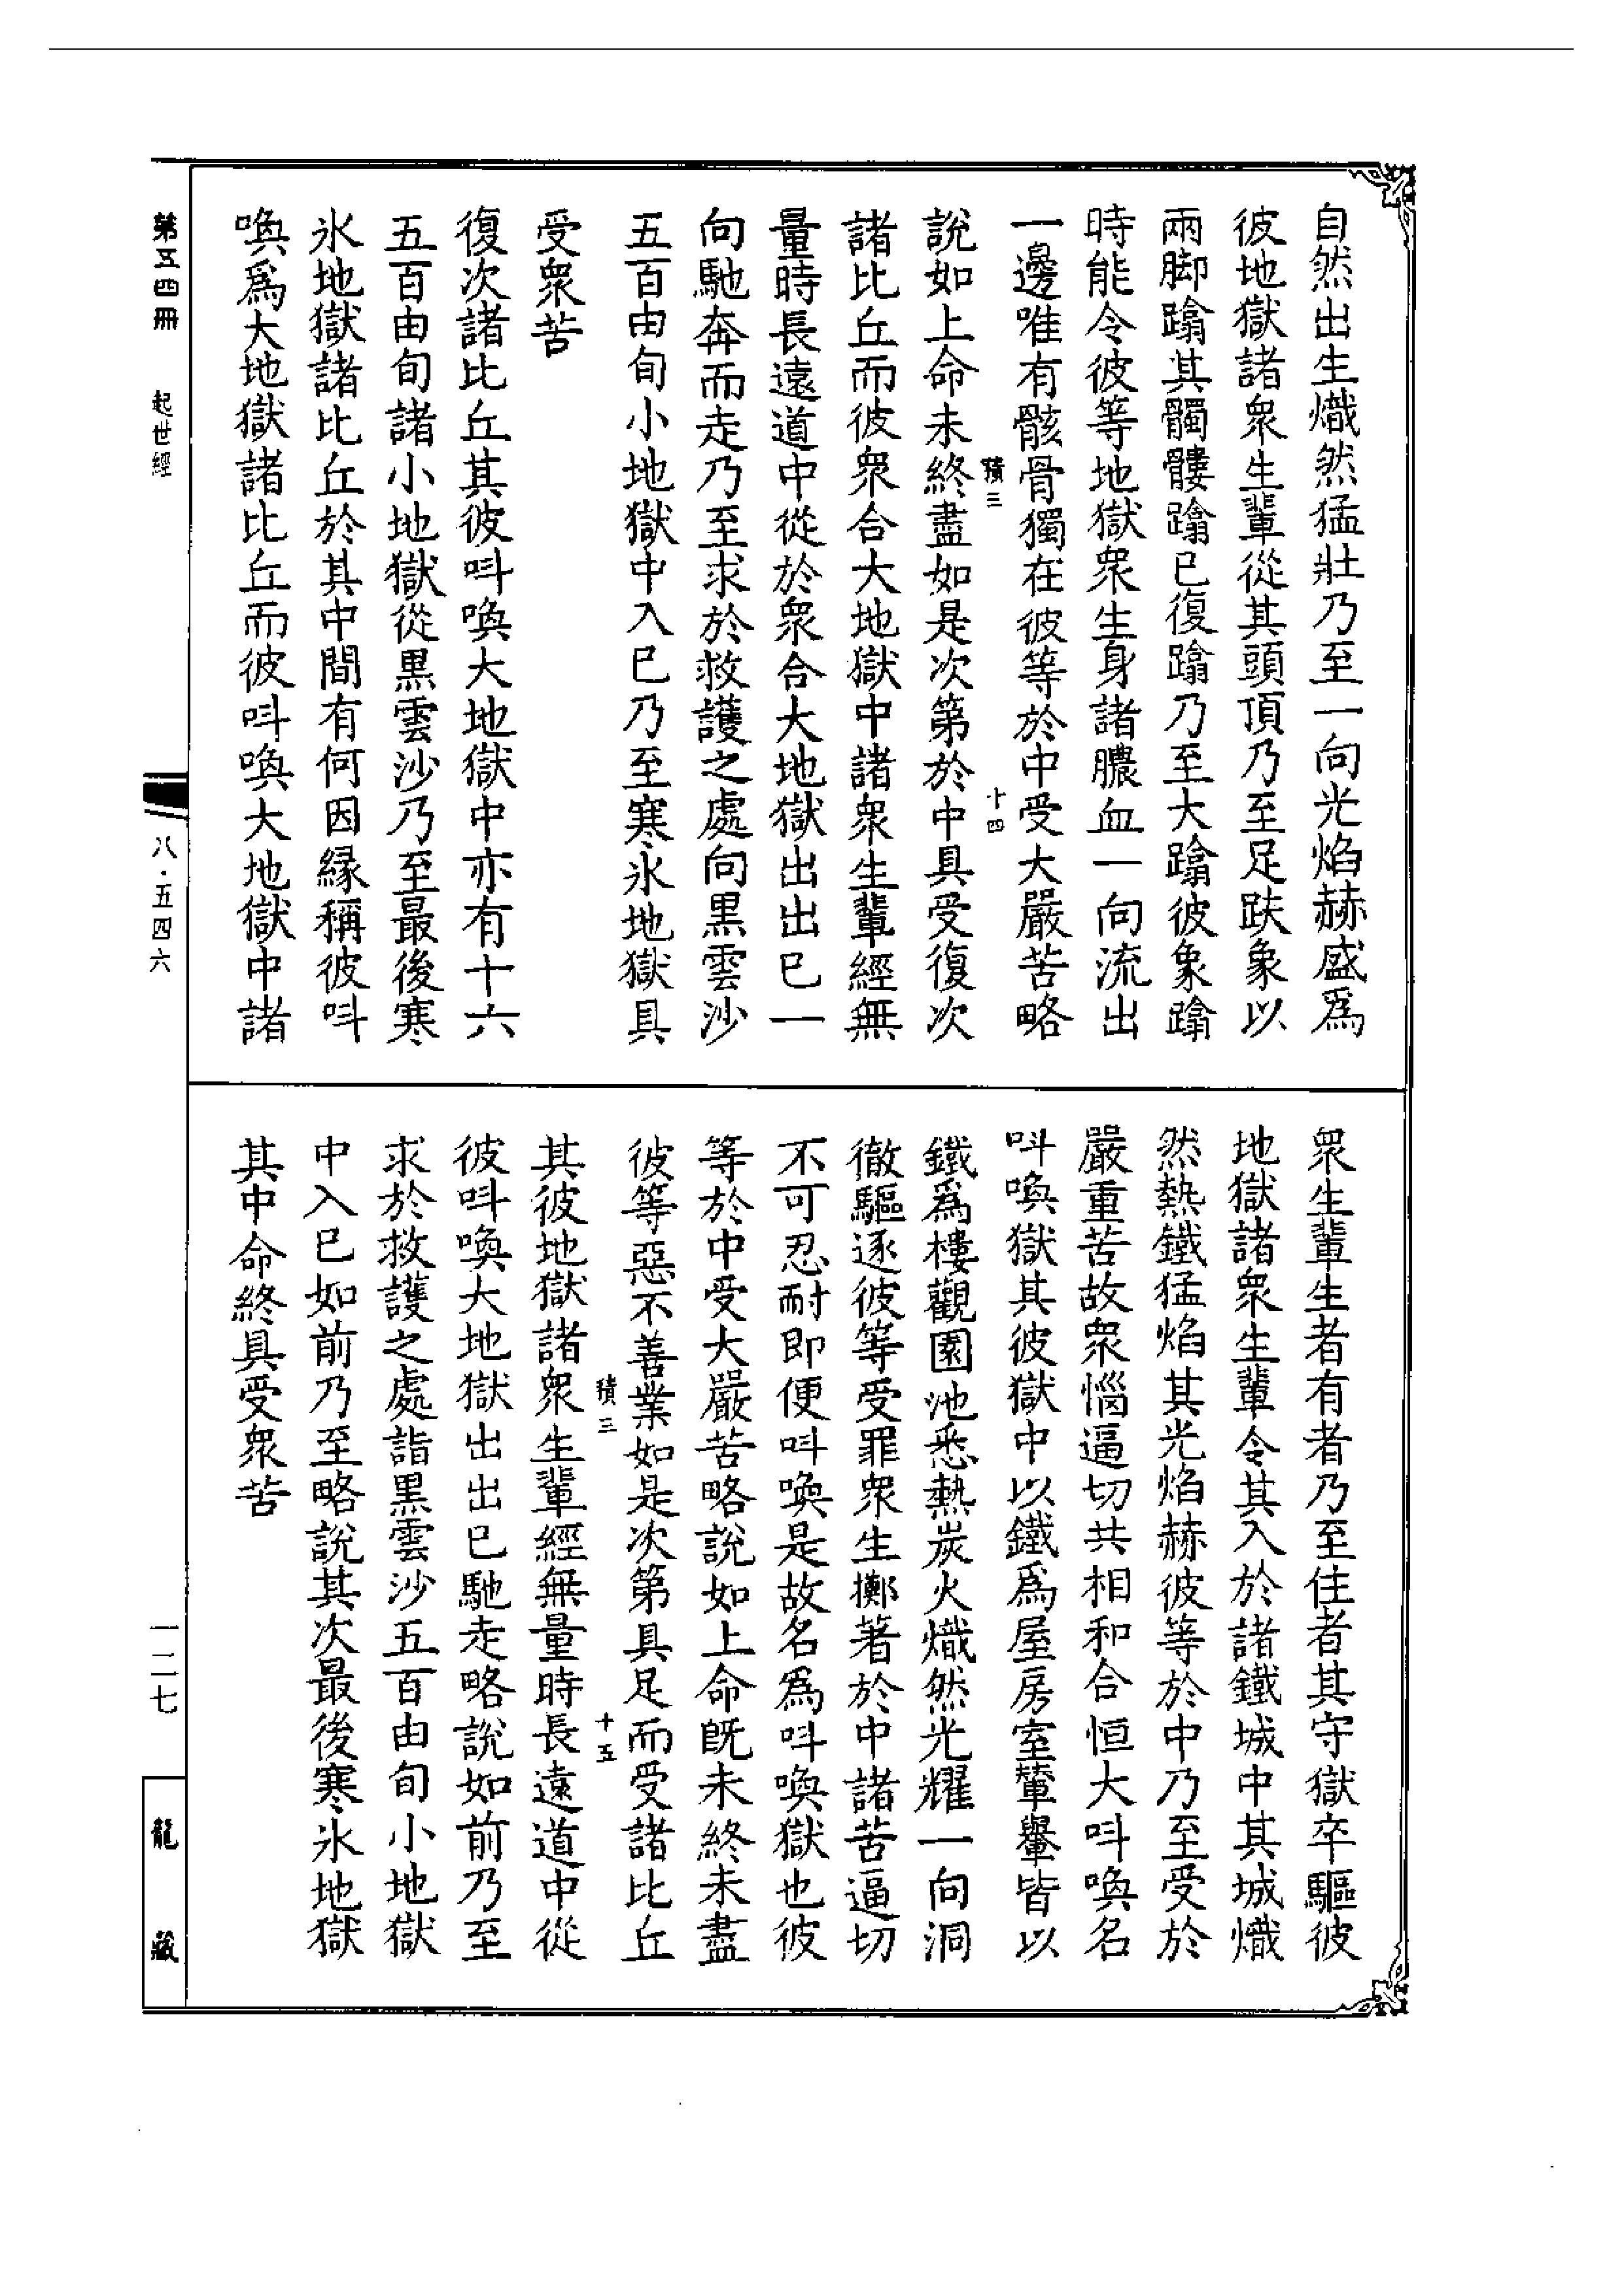 自然出生熾然猛壯乃至一向光焰赫盛爲
彼地獄諸衆生輩從其頭頂乃至足趺象以
兩脚蹹其髑髏蹹已復蹹乃至大蹹彼象蹹
時能令彼等地獄衆生身諸膿血一向流出
一邊唯有骸骨獨在彼等於中受大嚴苦略
積三
十四
說如上命未終盡如是次第於中具受復次
諸比丘而彼衆合大地獄中諸衆生輩經無
量時長遠道中從於衆合大地獄出出已一
向馳奔而走乃至求於救護之處向黒雲沙
五百由旬小地獄中入已乃至寒氷地獄具
受衆苦
復次諸比丘其彼呌喚大地獄中亦有十六
五百由旬諸小地獄從黒雲沙乃至最後寒
氷地獄諸比丘於其中間有何因縁稱彼呌
喚爲大地獄諸比丘而彼呌喚大地獄中諸
衆生輩生者有者乃至住者其守獄卒驅彼
地獄諸衆生輩令其入於諸鐵城中其城熾
然熱鐵猛焰其光焰赫彼等於中乃至受於
嚴重苦故衆惱逼切共相和合恒大呌喚名
呌喚獄其彼獄中以鐵爲屋房室輦轝皆以
鐵爲樓觀園池悉熱炭火熾然光耀一向洞
徹驅逐彼等受罪衆生擲著於中諸苦逼切
不可忍耐即便呌喚是故名爲呌喚獄也彼
等於中受大嚴苦略說如上命旣未終未盡
彼等惡不善業如是次第具足而受諸比丘
積三
十五
其彼地獄諸衆生輩經無量時長遠道中從
彼呌喚大地獄出出已馳走略說如前乃至
求於救護之處詣黒雲沙五百由旬小地獄
中入已如前乃至略說其次最後寒氷地獄
其中命終具受衆苦
第五四冊　起世經
八·五四六
一二七
龍藏